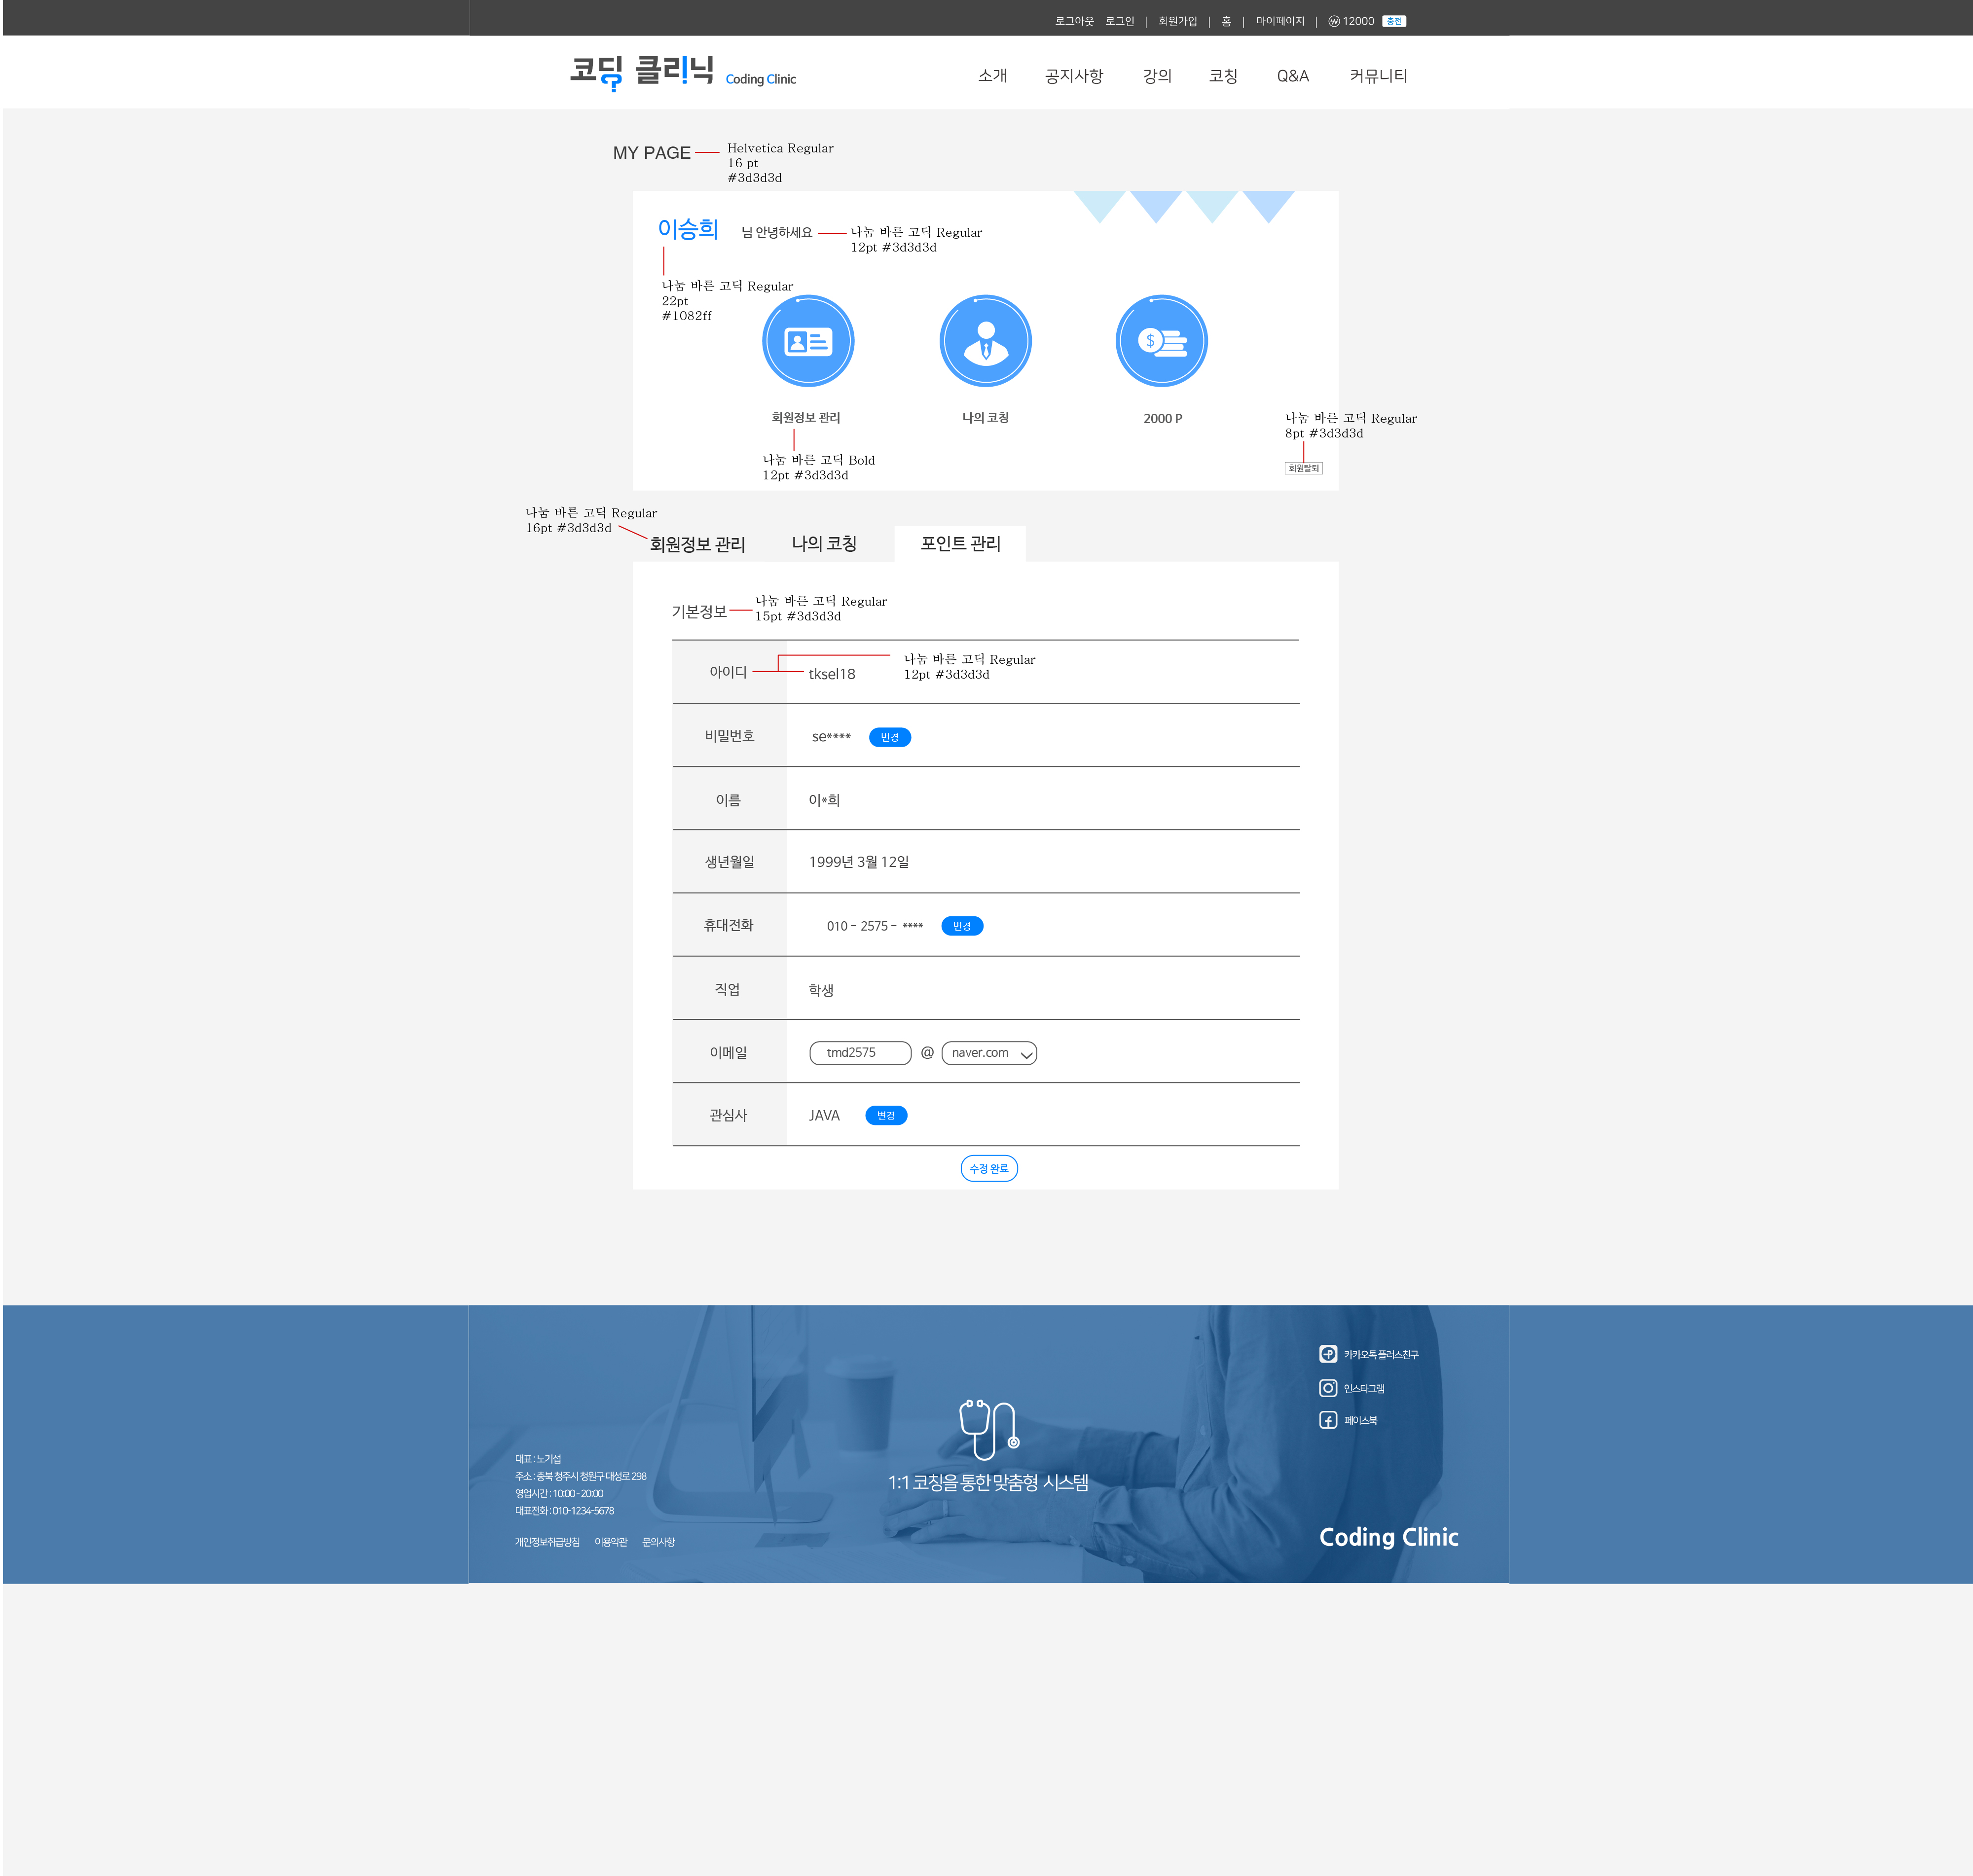 로그아웃 로그인 | 회원가입 | 홈 | 마이페이지 | ₩ 12000 충전
코딩 클리닉 Coding Clinic
소개 공지사항 강의 코칭 Q&A 커뮤니티
MY PAGE
Helvetica Regular
16 pt
#3d3d3d
이승희 님 안녕하세요
나눔 바른 고딕 Regular
12pt #3d3d3d
나눔 바른 고딕 Regular
22pt
#1082ff
$
회원정보 관리 나의 코칭 2000 P
나눔 바른 고딕 Regular
8pt #3d3d3d
나눔 바른 고딕 Bold
12pt #3d3d3d
회원탈퇴
나눔 바른 고딕 Regular
16pt #3d3d3d
회원정보 관리 나의 코칭 포인트 관리
기본정보
나눔 바른 고딕 Regular
15pt #3d3d3d
아이디 tksel18
나눔 바른 고딕 Regular
12pt #3d3d3d
비밀번호 se**** 변경
이름 이*희
생년월일 1999년 3월 12일
휴대전화 010 - 2575 - **** 변경
직업 학생
이메일 tmd2575 @ naver.com
관심사 JAVA 변경
수정 완료
카카오톡 플러스친구
인스타그램
페이스북
대표 : 노기섭
주소 : 충북 청주시 청원구 대성로 298
영업시간 : 10:00 - 20:00
대표전화 : 010-1234-5678
개인정보취급방침 이용약관 문의사항
1:1 코칭을 통한 맞춤형 시스템
Coding Clinic